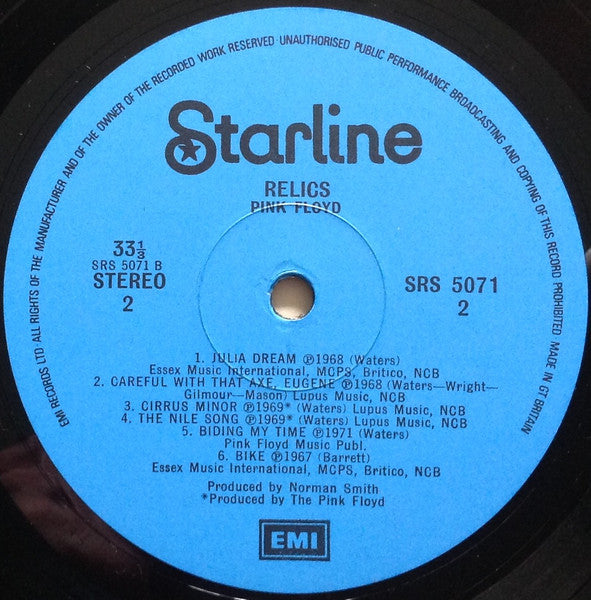 EMI RECORDS LTD·ALL RIGHTS OF THE MANUFACTURER AND OF THE OWNER OF THE RECORDED WORK RESERVED·UNAUTHORISED PUBLIC PERFORMANCE BROADCASTING AND COPYING OF THIS RECORD PROHIBITED MADE IN GT BRITAIN
Starline
RELICS
PINK FLOYD
33⅓
SRS 5071 B
STEREO
2
SRS 5071
2
1. JULIA DREAM ℗1968 (Waters)
Essex Music International, MCPS, Britico, NCB
2. CAREFUL WITH THAT AXE, EUGENE ℗1968 (Waters—Wright—
Gilmour—Mason) Lupus Music, NCB
3. CIRRUS MINOR ℗1969* (Waters) Lupus Music, NCB
4. THE NILE SONG ℗1969* (Waters) Lupus Music, NCB
5. BIDING MY TIME ℗1971 (Waters)
Pink Floyd Music Publ.
6. BIKE ℗1967 (Barrett)
Essex Music International, MCPS, Britico, NCB
Produced by Norman Smith
*Produced by The Pink Floyd
EMI